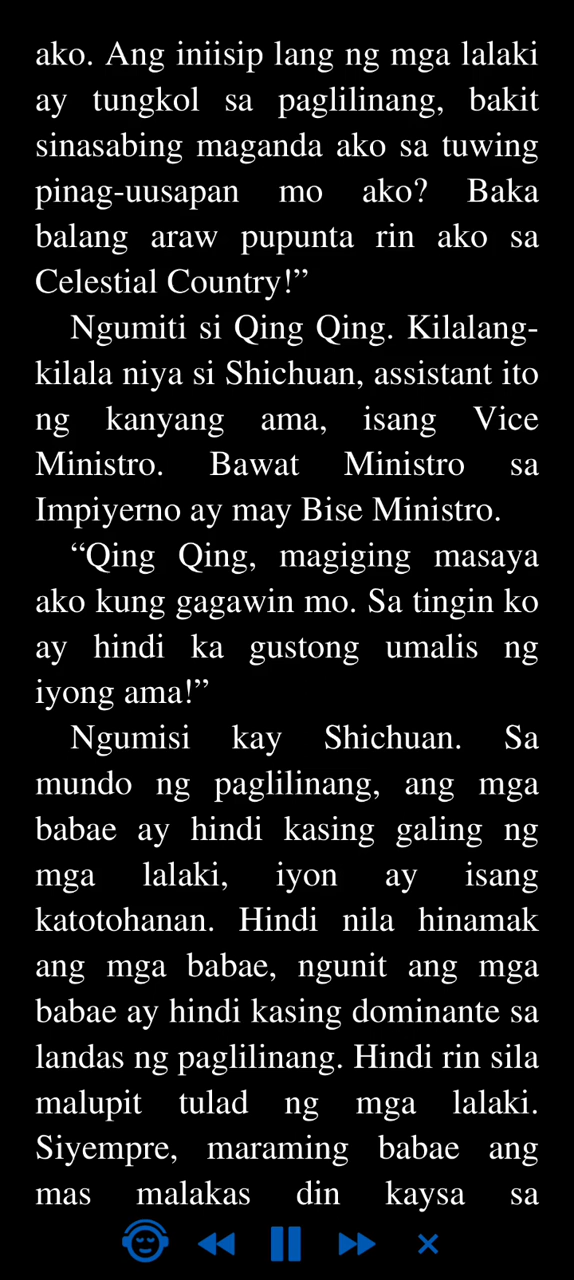 ako. Ang iniisip lang ng mga lalaki
ay tungkol sa paglilinang, bakit
sinasabing maganda ako sa tuwing
pinag-uusapan mo ako? Baka
balang araw pupunta rin ako sa
Celestial Country!”
Ngumiti si Qing Qing. Kilalang-
kilala niya si Shichuan, assistant ito
ng kanyang ama, isang Vice
Ministro. Bawat Ministro sa
Impiyerno ay may Bise Ministro.
“Qing Qing, magiging masaya
ako kung gagawin mo. Sa tingin ko
ay hindi ka gustong umalis ng
iyong ama!”
Ngumisi kay Shichuan. Sa
mundo ng paglilinang, ang mga
babae ay hindi kasing galing ng
mga lalaki, iyon ay isang
katotohanan. Hindi nila hinamak
ang mga babae, ngunit ang mga
babae ay hindi kasing dominante sa
landas ng paglilinang. Hindi rin sila
malupit tulad ng mga lalaki.
Siyempre, maraming babae ang
mas malakas din kaysa sa